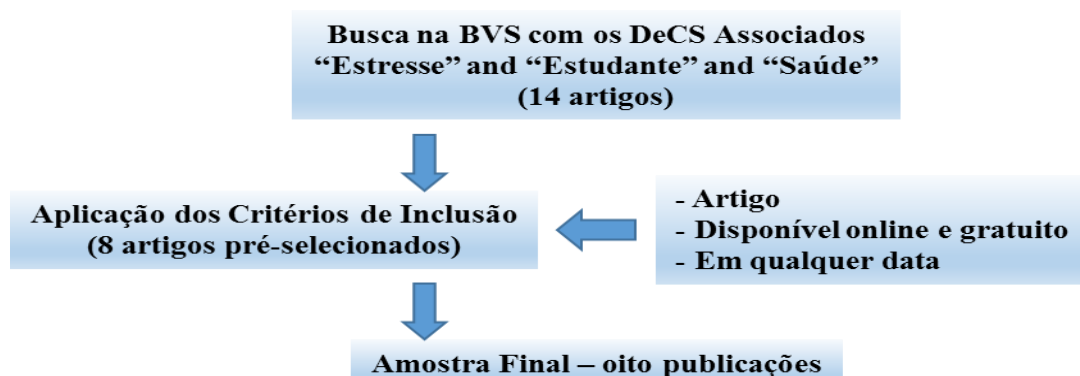 Busca na BVS com os DeCS Associados
“Estresse” and “Estudante” and “Saúde”
(14 artigos)
Aplicação dos Critérios de Inclusão
(8 artigos pré-selecionados)
- Artigo
- Disponível online e gratuito
- Em qualquer data
Amostra Final – oito publicações